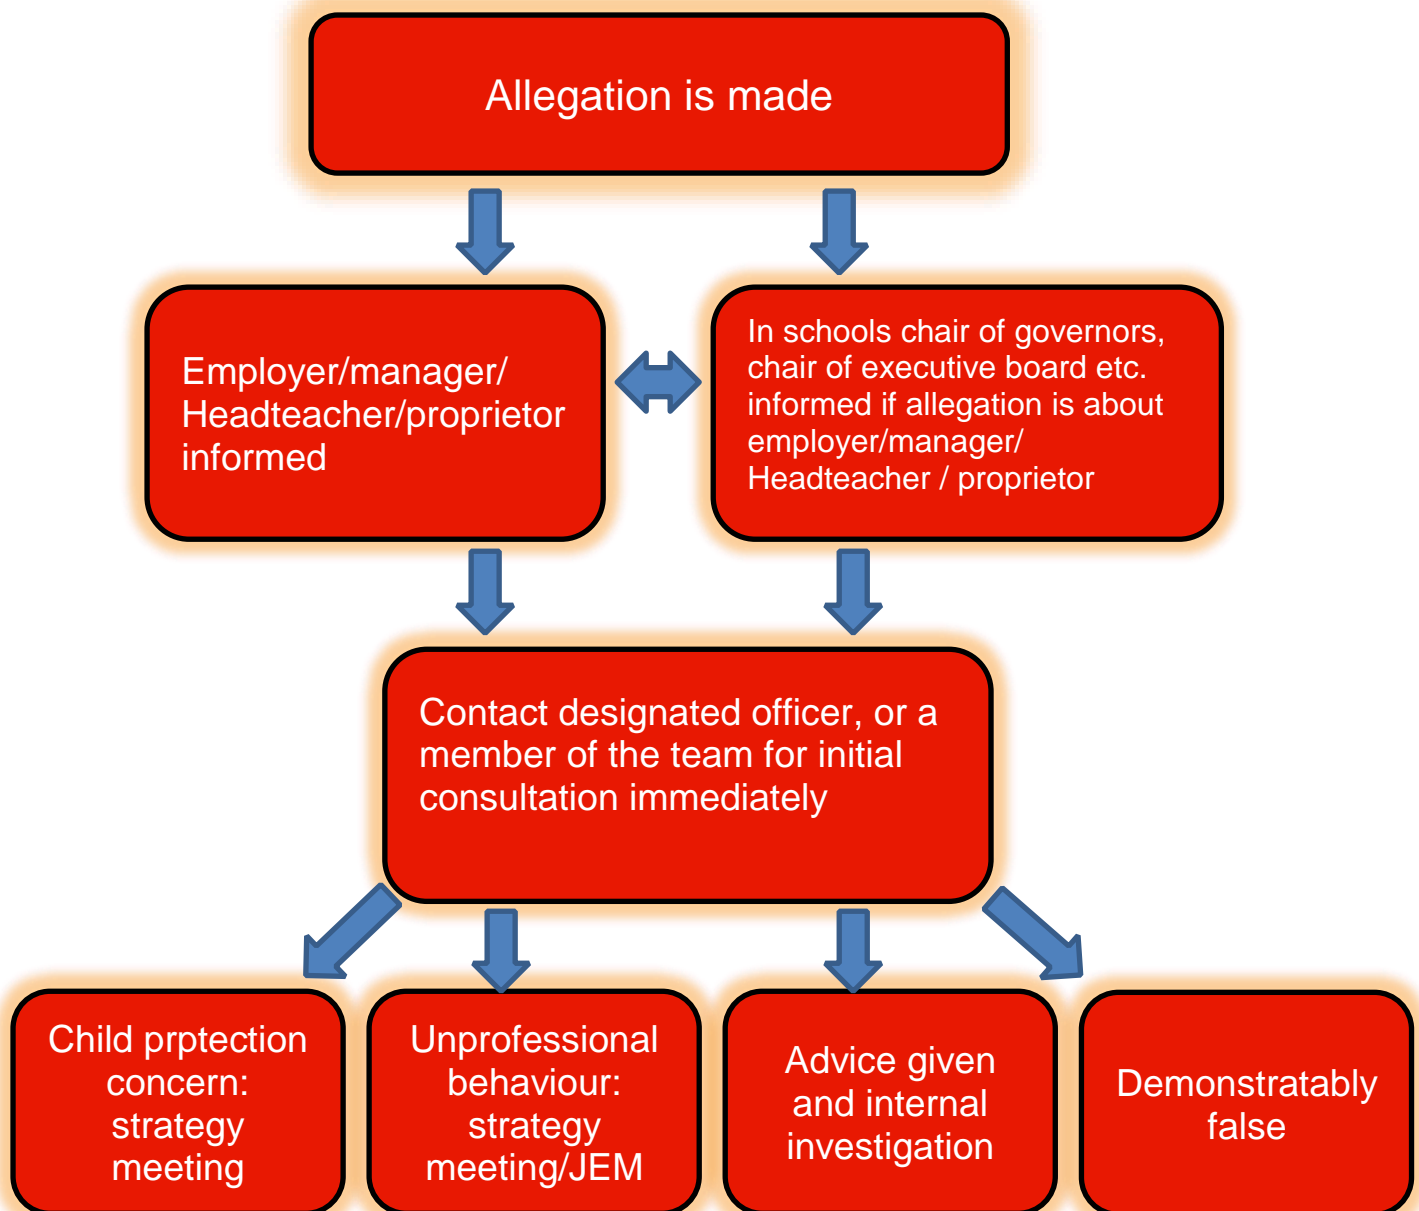 Allegation is made
Employer/manager/
Headteacher/proprietor
informed
In schools chair of governors,
chair of executive board etc.
informed if allegation is about
employer/manager/
Headteacher / proprietor
Contact designated officer, or a
member of the team for initial
consultation immediately
Child prptection
concern:
strategy
meeting
Unprofessional
behaviour:
strategy
meeting/JEM
Advice given
and internal
investigation
Demonstratably
false